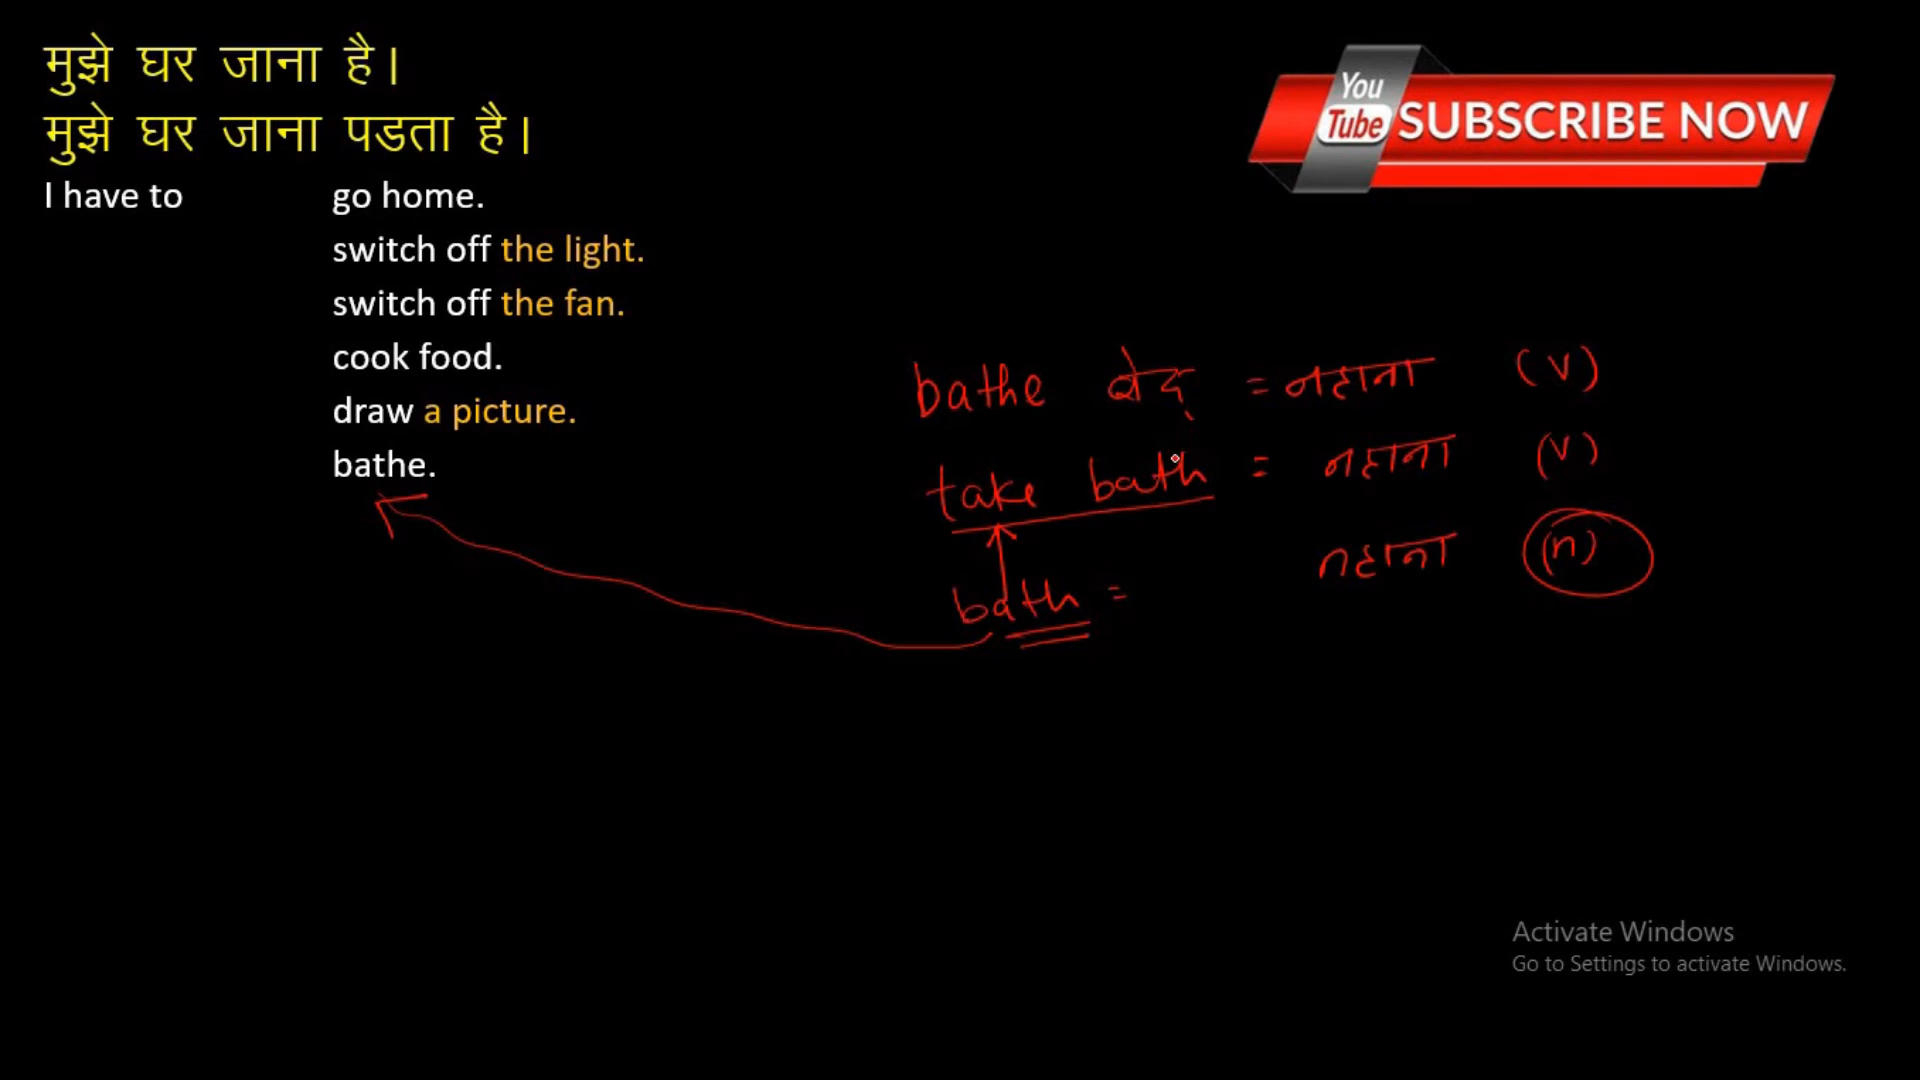 मुझे घर जाना है।
मुझे घर जाना पडता है।
I have to go home.
switch off the light.
switch off the fan.
cook food.
draw a picture.
bathe.
You Tube SUBSCRIBE NOW
bathe बेद् = नहाना (v)
take bath = नहाना (v)
bath = नहाना (n)
Activate Windows
Go to Settings to activate Windows.